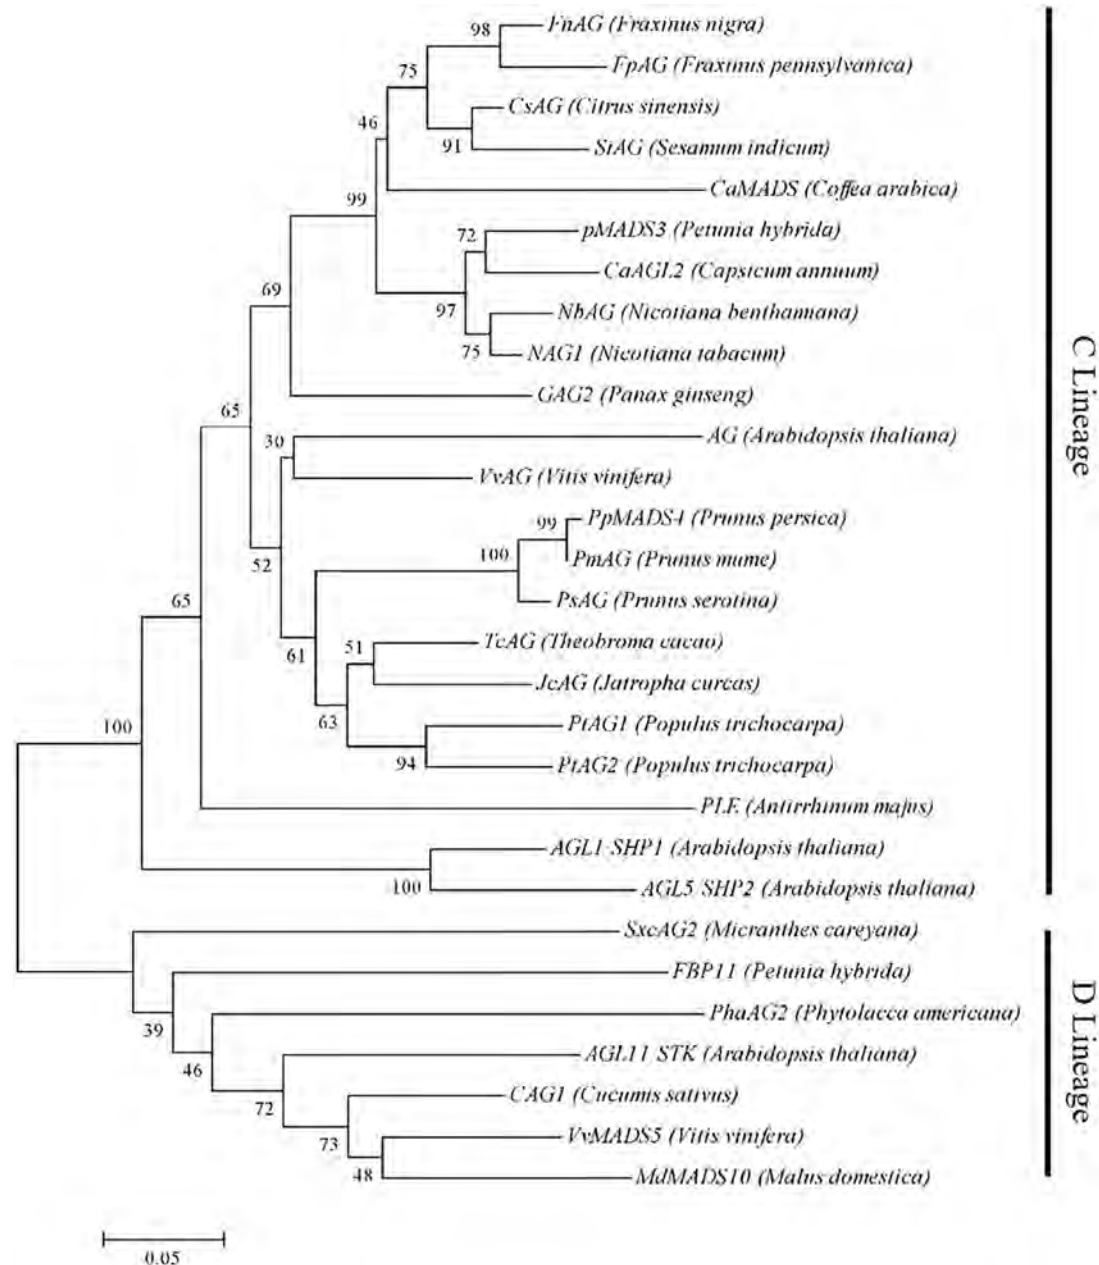 98
FnAG (Fraxinus nigra)
75
FpAG (Fraxinus pennsylvanica)
CsAG (Citrus sinensis)
46
91
SiAG (Sesamum indicum)
CaMADS (Coffea arabica)
99
72
pMADS3 (Petunia hybrida)
CaAGL2 (Capsicum annuum)
69
97
NbAG (Nicotiana benthamiana)
75
NAG1 (Nicotiana tabacum)
GAG2 (Panax ginseng)
65
30
AG (Arabidopsis thaliana)
VvAG (Vitis vinifera)
99
PpMADS4 (Prunus persica)
52
100
PmAG (Prunus mume)
65
PsAG (Prunus serotina)
61
51
TcAG (Theobroma cacao)
JcAG (Jatropha curcas)
63
100
PtAG1 (Populus trichocarpa)
94
PtAG2 (Populus trichocarpa)
PLE (Antirrhinum majus)
AGL1 SHP1 (Arabidopsis thaliana)
100
AGL5 SHP2 (Arabidopsis thaliana)
C Lineage
SxcAG2 (Micranthes careyana)
FBP11 (Petunia hybrida)
39
PhaAG2 (Phytolacca americana)
46
AGL11 STK (Arabidopsis thaliana)
72
CAG1 (Cucumis sativus)
73
VvMADS5 (Vitis vinifera)
48
MdMADS10 (Malus domestica)
D Lineage
0.05